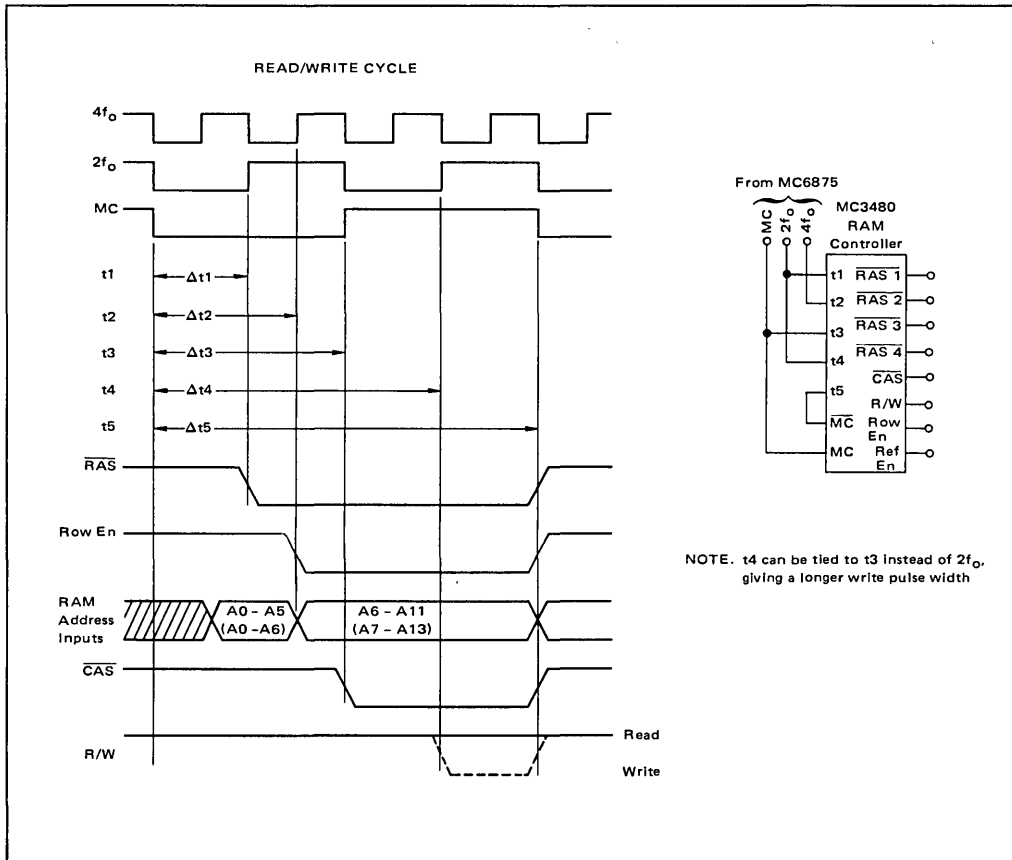 READ/WRITE CYCLE
4fo
2fo
MC
t1 Δt1
t2 Δt2
t3 Δt3
t4 Δt4
t5 Δt5
RAS
Row En
RAM
Address
Inputs
A0 - A5
(A0 - A6)
A6 - A11
(A7 - A13)
CAS
R/W
Read
Write
From MC6875
MC
2fo
4fo
MC3480
RAM
Controller
t1 RAS 1
t2 RAS 2
t3 RAS 3
t4 RAS 4
CAS
t5
R/W
MC Row
En
MC Ref
En
NOTE. t4 can be tied to t3 instead of 2fo,
giving a longer write pulse width